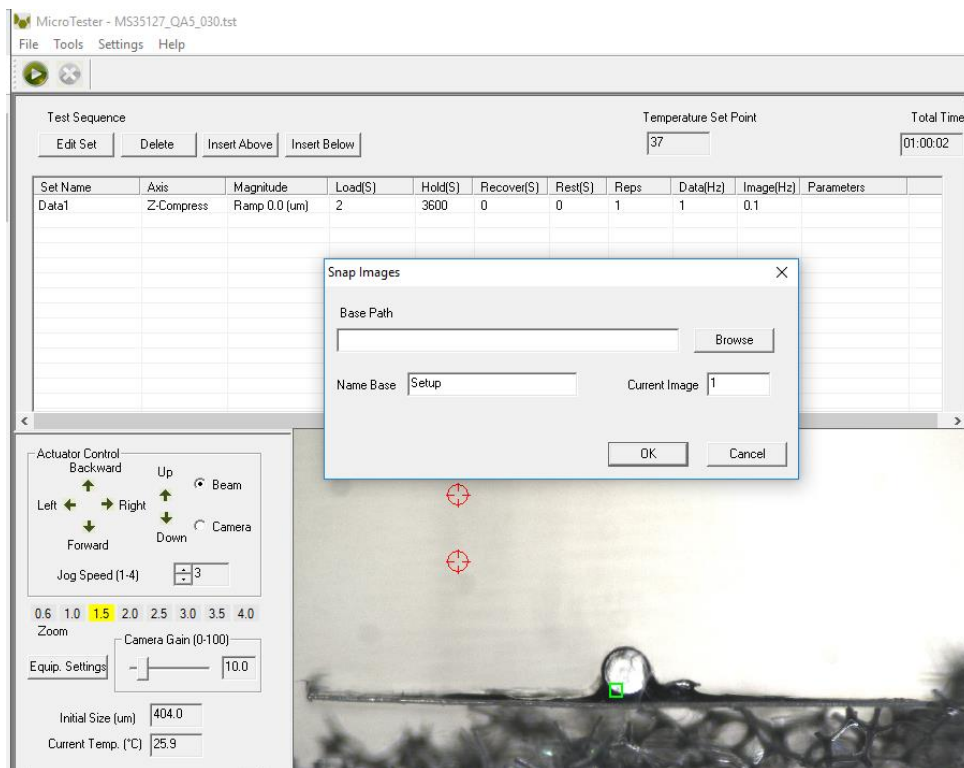 MicroTester - MS35127_QA5_030.tst
File Tools Settings Help
Test Sequence Temperature Set Point Total Time
Edit Set Delete Insert Above Insert Below 37 01:00:02
Set Name Axis Magnitude Load(S) Hold(S) Recover(S) Rest(S) Reps Data(Hz) Image(Hz) Parameters
Data1 Z-Compress Ramp 0.0 (um) 2 3600 0 0 1 1 0.1
Snap Images
Base Path
Browse
Name Base Setup Current Image 1
OK Cancel
Actuator Control
Backward Up
Beam
Left Right
Camera
Forward Down
Jog Speed (1-4) 3
0.6 1.0 1.5 2.0 2.5 3.0 3.5 4.0
Zoom
Camera Gain (0-100)
Equip. Settings 10.0
Initial Size (um) 404.0
Current Temp. (°C) 25.9